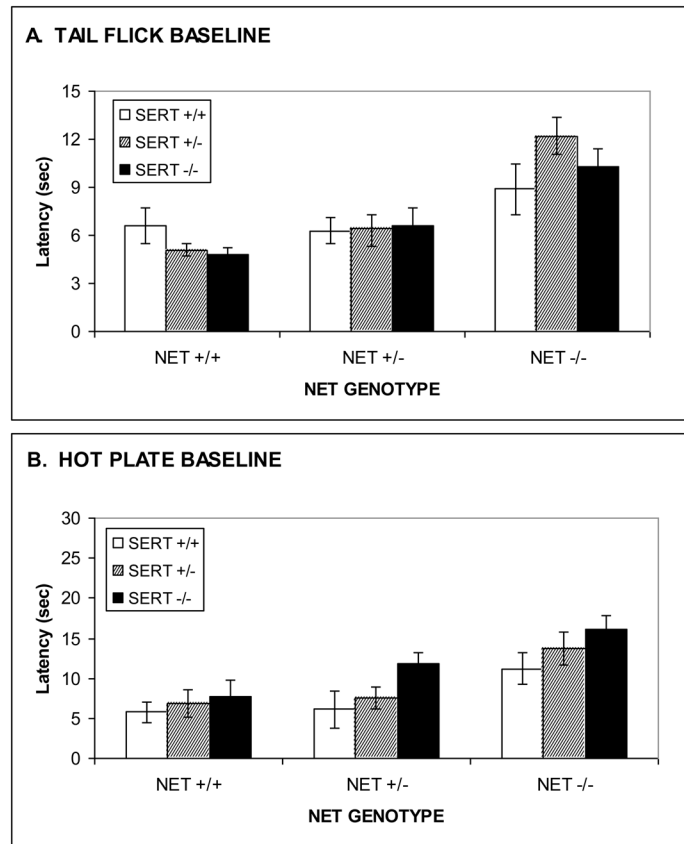 A. TAIL FLICK BASELINE
15
12
9
6
3
0
Latency (sec)
SERT +/+
SERT +/-
SERT -/-
NET +/+ NET +/- NET -/-
NET GENOTYPE
B. HOT PLATE BASELINE
30
25
20
15
10
5
0
Latency (sec)
SERT +/+
SERT +/-
SERT -/-
NET +/+ NET +/- NET -/-
NET GENOTYPE